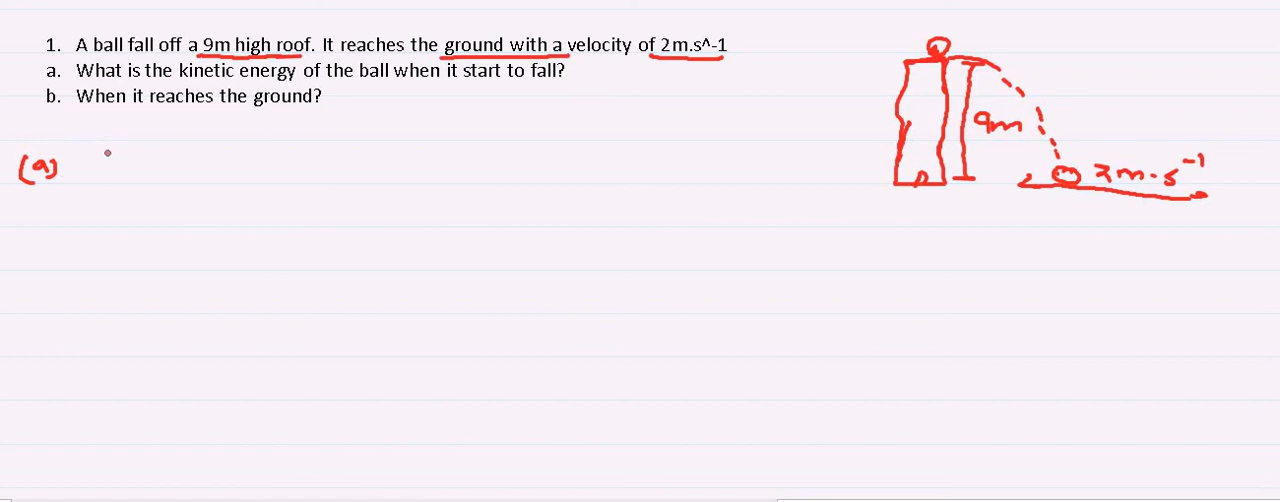 1. A ball fall off a 9m high roof. It reaches the ground with a velocity of 2m.s^-1
a. What is the kinetic energy of the ball when it start to fall?
b. When it reaches the ground?
9m
(a)
2m.s⁻¹